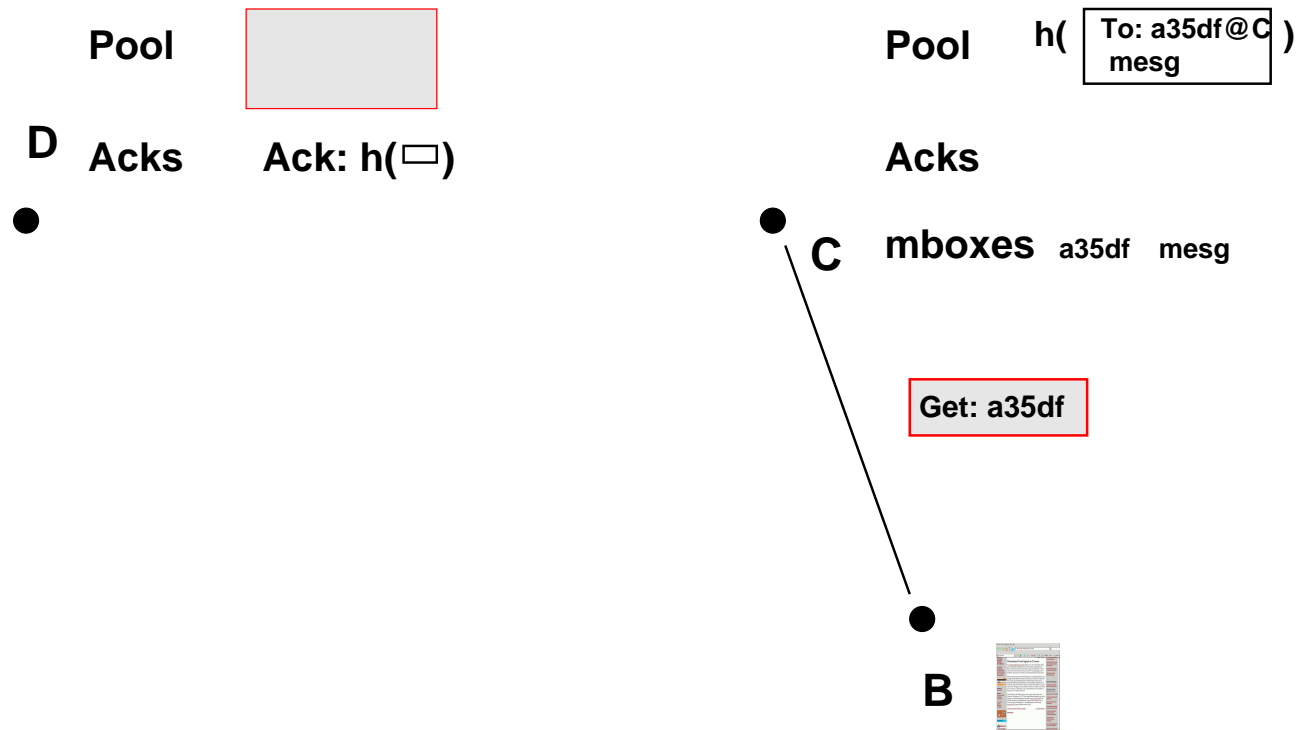 Pool
D
Acks Ack: h( )
Pool h( To: a35df@C )
mesg
Acks
C
mboxes a35df mesg
Get: a35df
B